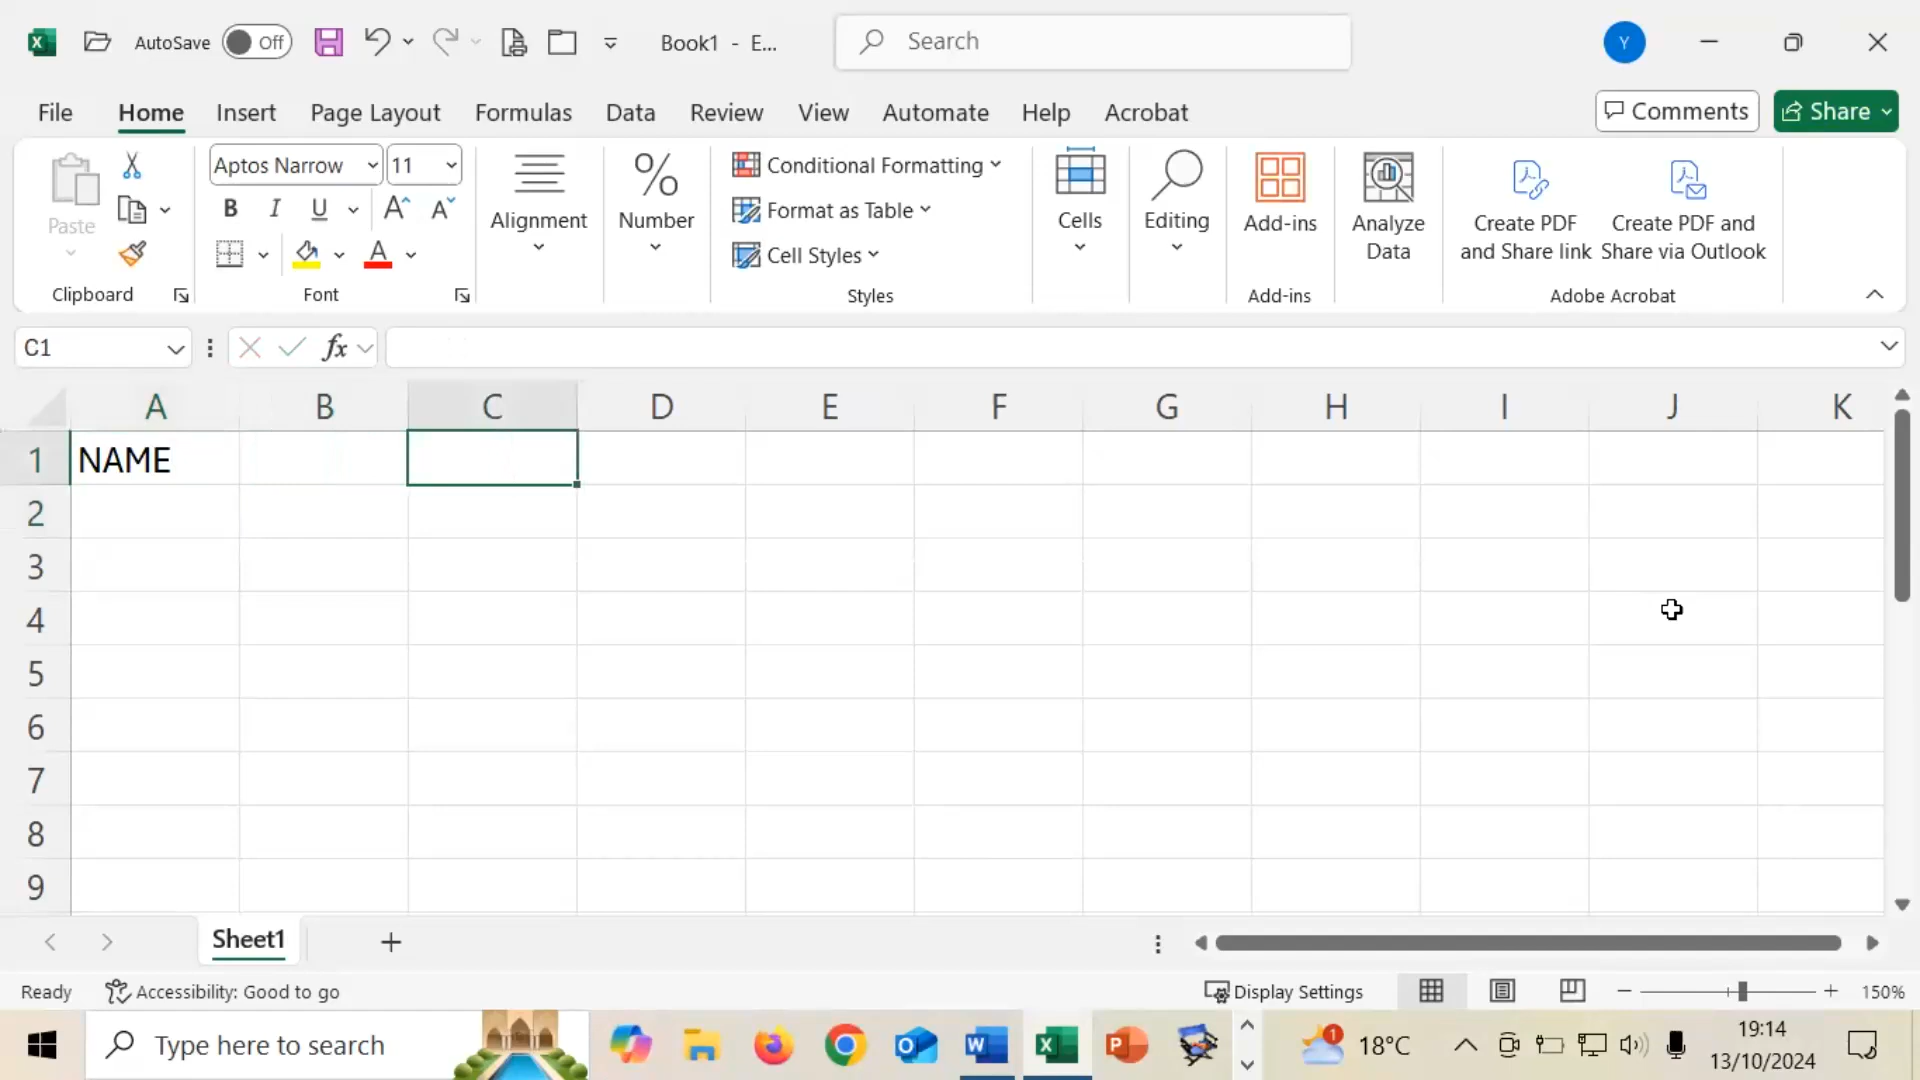 AutoSave Off Book1 - E... Search Y
File Home Insert Page Layout Formulas Data Review View Automate Help Acrobat Comments Share
Paste
Clipboard
Aptos Narrow 11
B I U A A
A
Font
Alignment
% Number
Conditional Formatting
Format as Table
Cell Styles
Styles
Cells
Editing
Add-ins
Add-ins
Analyze
Data
Create PDF
and Share link
Create PDF and
Share via Outlook
Adobe Acrobat
C1 fx
A B C D E F G H I J K
1 NAME
2
3
4
5
6
7
8
9
Sheet1
Ready Accessibility: Good to go Display Settings 150%
Type here to search 1 18°C 19:14
13/10/2024